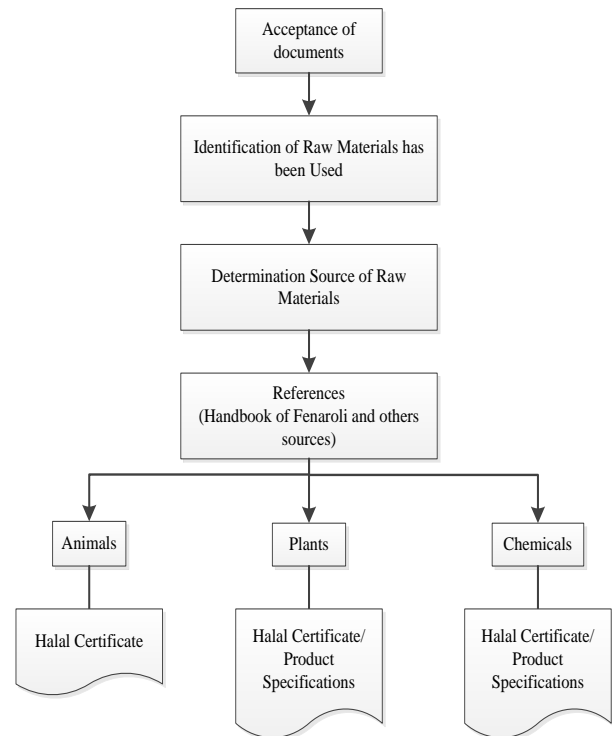 Acceptance of
documents
Identification of Raw Materials has
been Used
Determination Source of Raw
Materials
References
(Handbook of Fenaroli and others
sources)
Animals
Plants
Chemicals
Halal Certificate
Halal Certificate/
Product
Specifications
Halal Certificate/
Product
Specifications